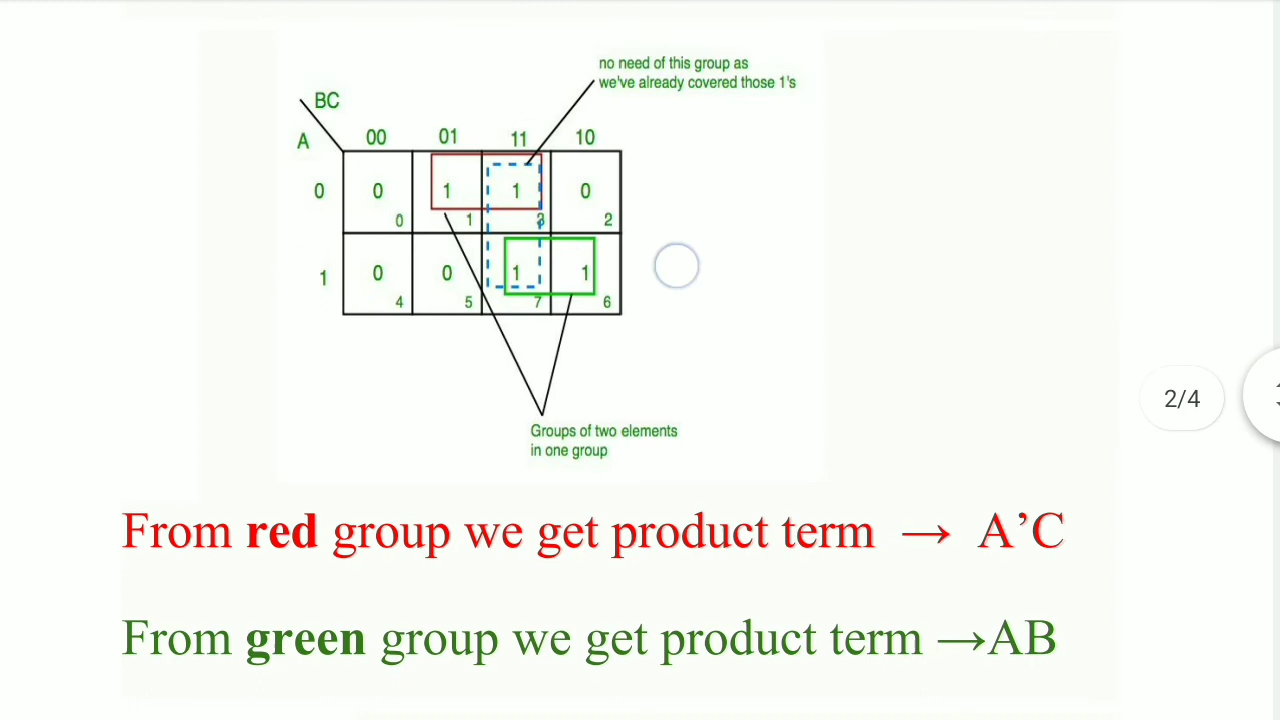 no need of this group as
we've already covered those 1's
BC
A 00 01 11 10
0 0 1 1 0
0 1 3 2
1 0 0 1 1
4 5 7 6
2/4
Groups of two elements
in one group
From red group we get product term → A’C
From green group we get product term →AB